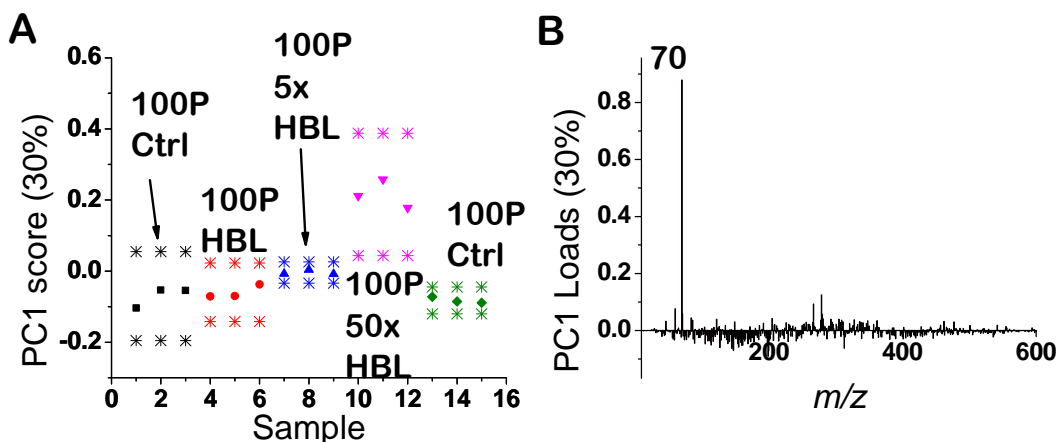 A
PC1 score (30%)
0.6
0.4
0.2
0.0
-0.2
100P
Ctrl
100P
HBL
100P
5x
HBL
100P
50x
HBL
100P
Ctrl
0 2 4 6 8 10 12 14 16
Sample
B
PC1 Loads (30%)
0.8
0.6
0.4
0.2
0.0
70
200 400 600
m/z